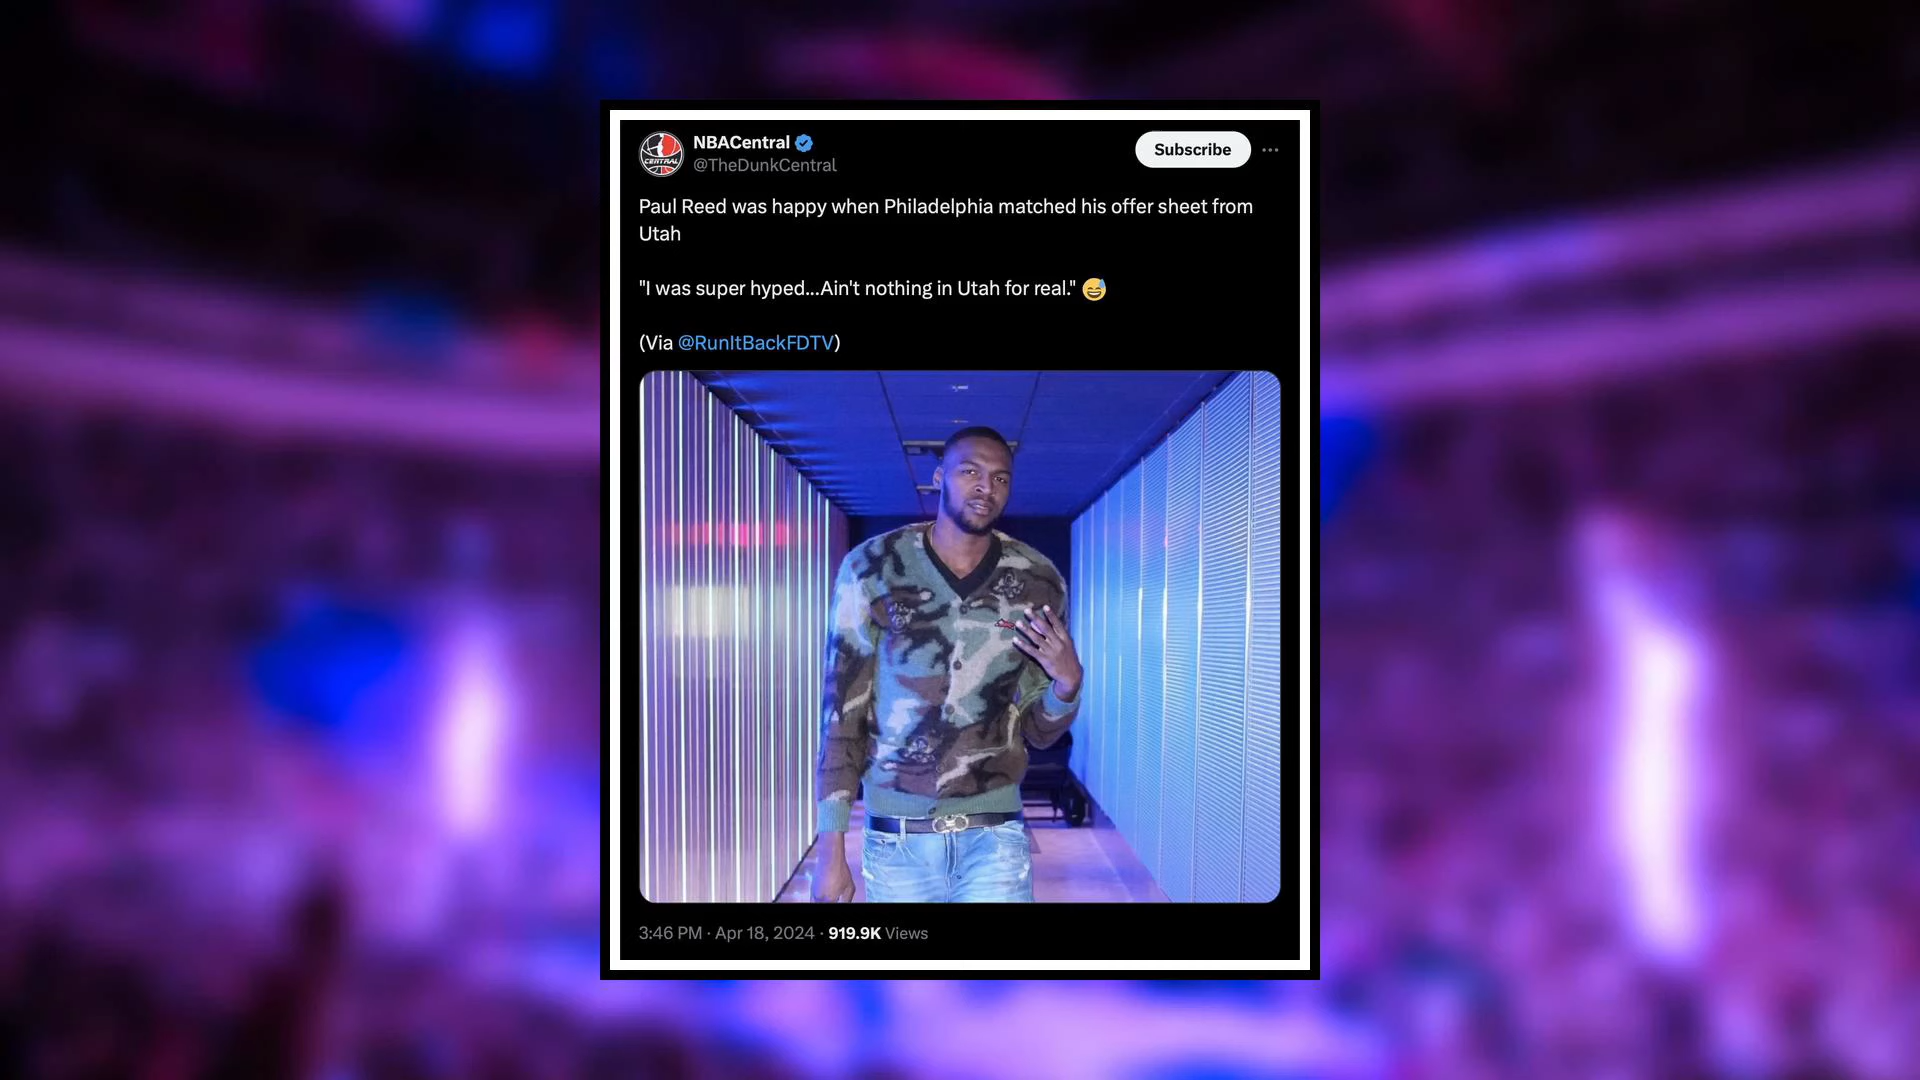 NBACentral
@TheDunkCentral
Subscribe
CENTRAL
Paul Reed was happy when Philadelphia matched his offer sheet from
Utah
"I was super hyped...Ain't nothing in Utah for real." 😅
(Via @RunItBackFDTV)
3:46 PM · Apr 18, 2024 · 919.9K Views